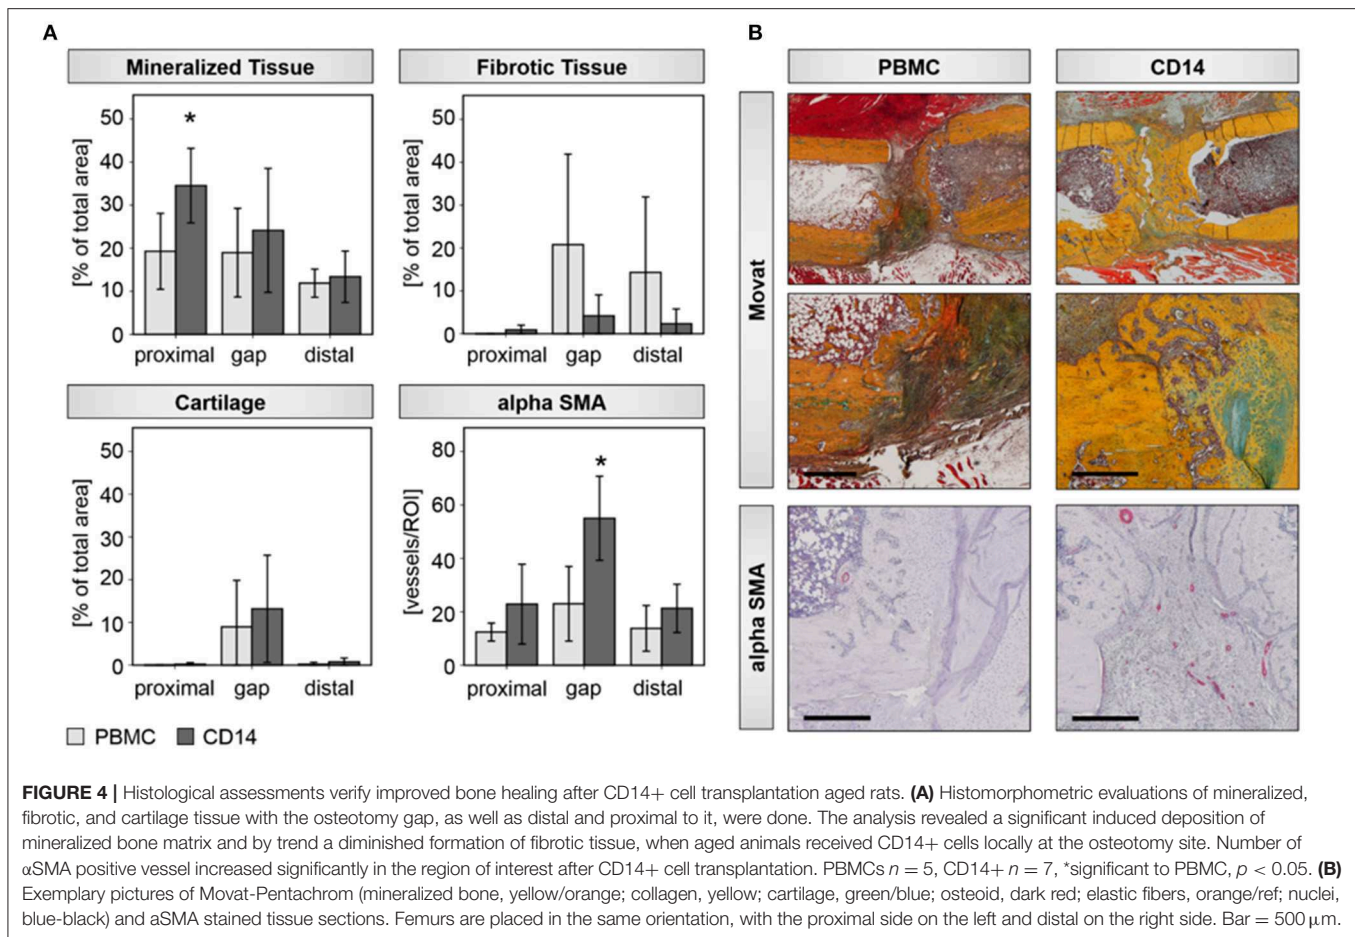 A
B
Mineralized Tissue
Fibrotic Tissue
PBMC
CD14
[% of total area]
50
40
30
20
10
0
*
proximal gap distal
[% of total area]
50
40
30
20
10
0
proximal gap distal
Movat
Cartilage
alpha SMA
[% of total area]
50
40
30
20
10
0
proximal gap distal
[vessels/ROI]
80
60
40
20
0
*
proximal gap distal
alpha SMA
PBMC CD14
FIGURE 4 | Histological assessments verify improved bone healing after CD14+ cell transplantation aged rats. (A) Histomorphometric evaluations of mineralized,
fibrotic, and cartilage tissue with the osteotomy gap, as well as distal and proximal to it, were done. The analysis revealed a significant induced deposition of
mineralized bone matrix and by trend a diminished formation of fibrotic tissue, when aged animals received CD14+ cells locally at the osteotomy site. Number of
αSMA positive vessel increased significantly in the region of interest after CD14+ cell transplantation. PBMCs n = 5, CD14+ n = 7, *significant to PBMC, p < 0.05. (B)
Exemplary pictures of Movat-Pentachrom (mineralized bone, yellow/orange; collagen, yellow; cartilage, green/blue; osteoid, dark red; elastic fibers, orange/ref; nuclei,
blue-black) and aSMA stained tissue sections. Femurs are placed in the same orientation, with the proximal side on the left and distal on the right side. Bar = 500 μm.